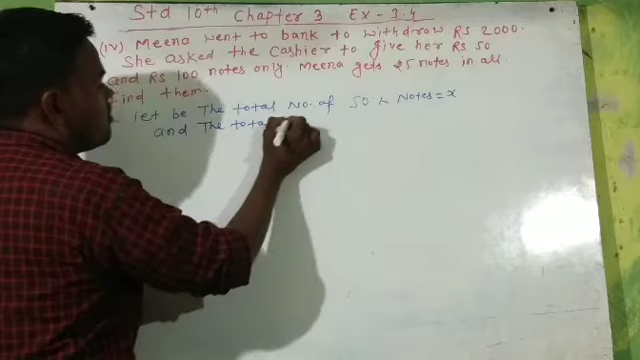 Std 10th Chapter 3 Ex - 3.4
(iv) Meena went to bank to withdrow Rs 2000.
She asked the Cashier to give her Rs 50
and Rs 100 notes only. Meena gets 25 notes in all
Find them.
let be The total No. of 50 Notes = x
and The tota